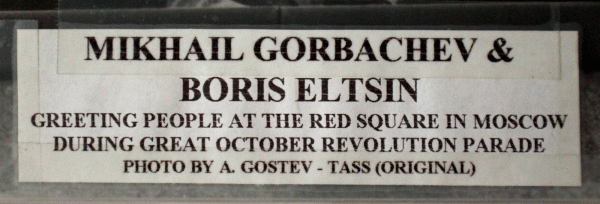 MIKHAIL GORBACHEV &
BORIS ELTSIN
GREETING PEOPLE AT THE RED SQUARE IN MOSCOW
DURING GREAT OCTOBER REVOLUTION PARADE
PHOTO BY A. GOSTEV - TASS (ORIGINAL)